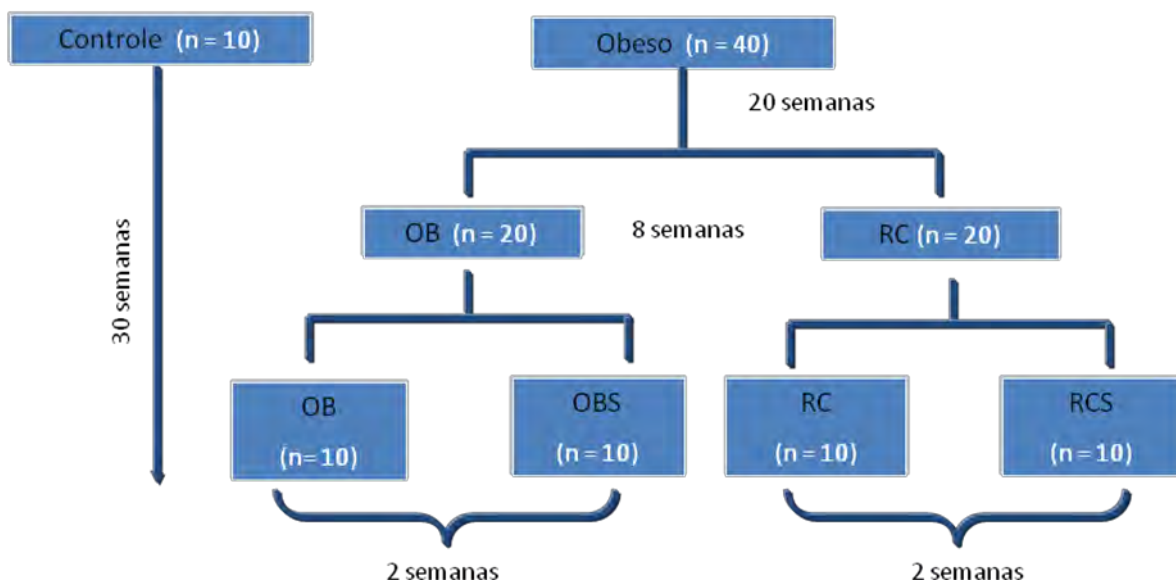 Controle (n = 10)
Obeso (n = 40)
20 semanas
30 semanas
OB (n = 20)
8 semanas
RC (n = 20)
OB
(n=10)
OBS
(n=10)
RC
(n=10)
RCS
(n=10)
2 semanas
2 semanas